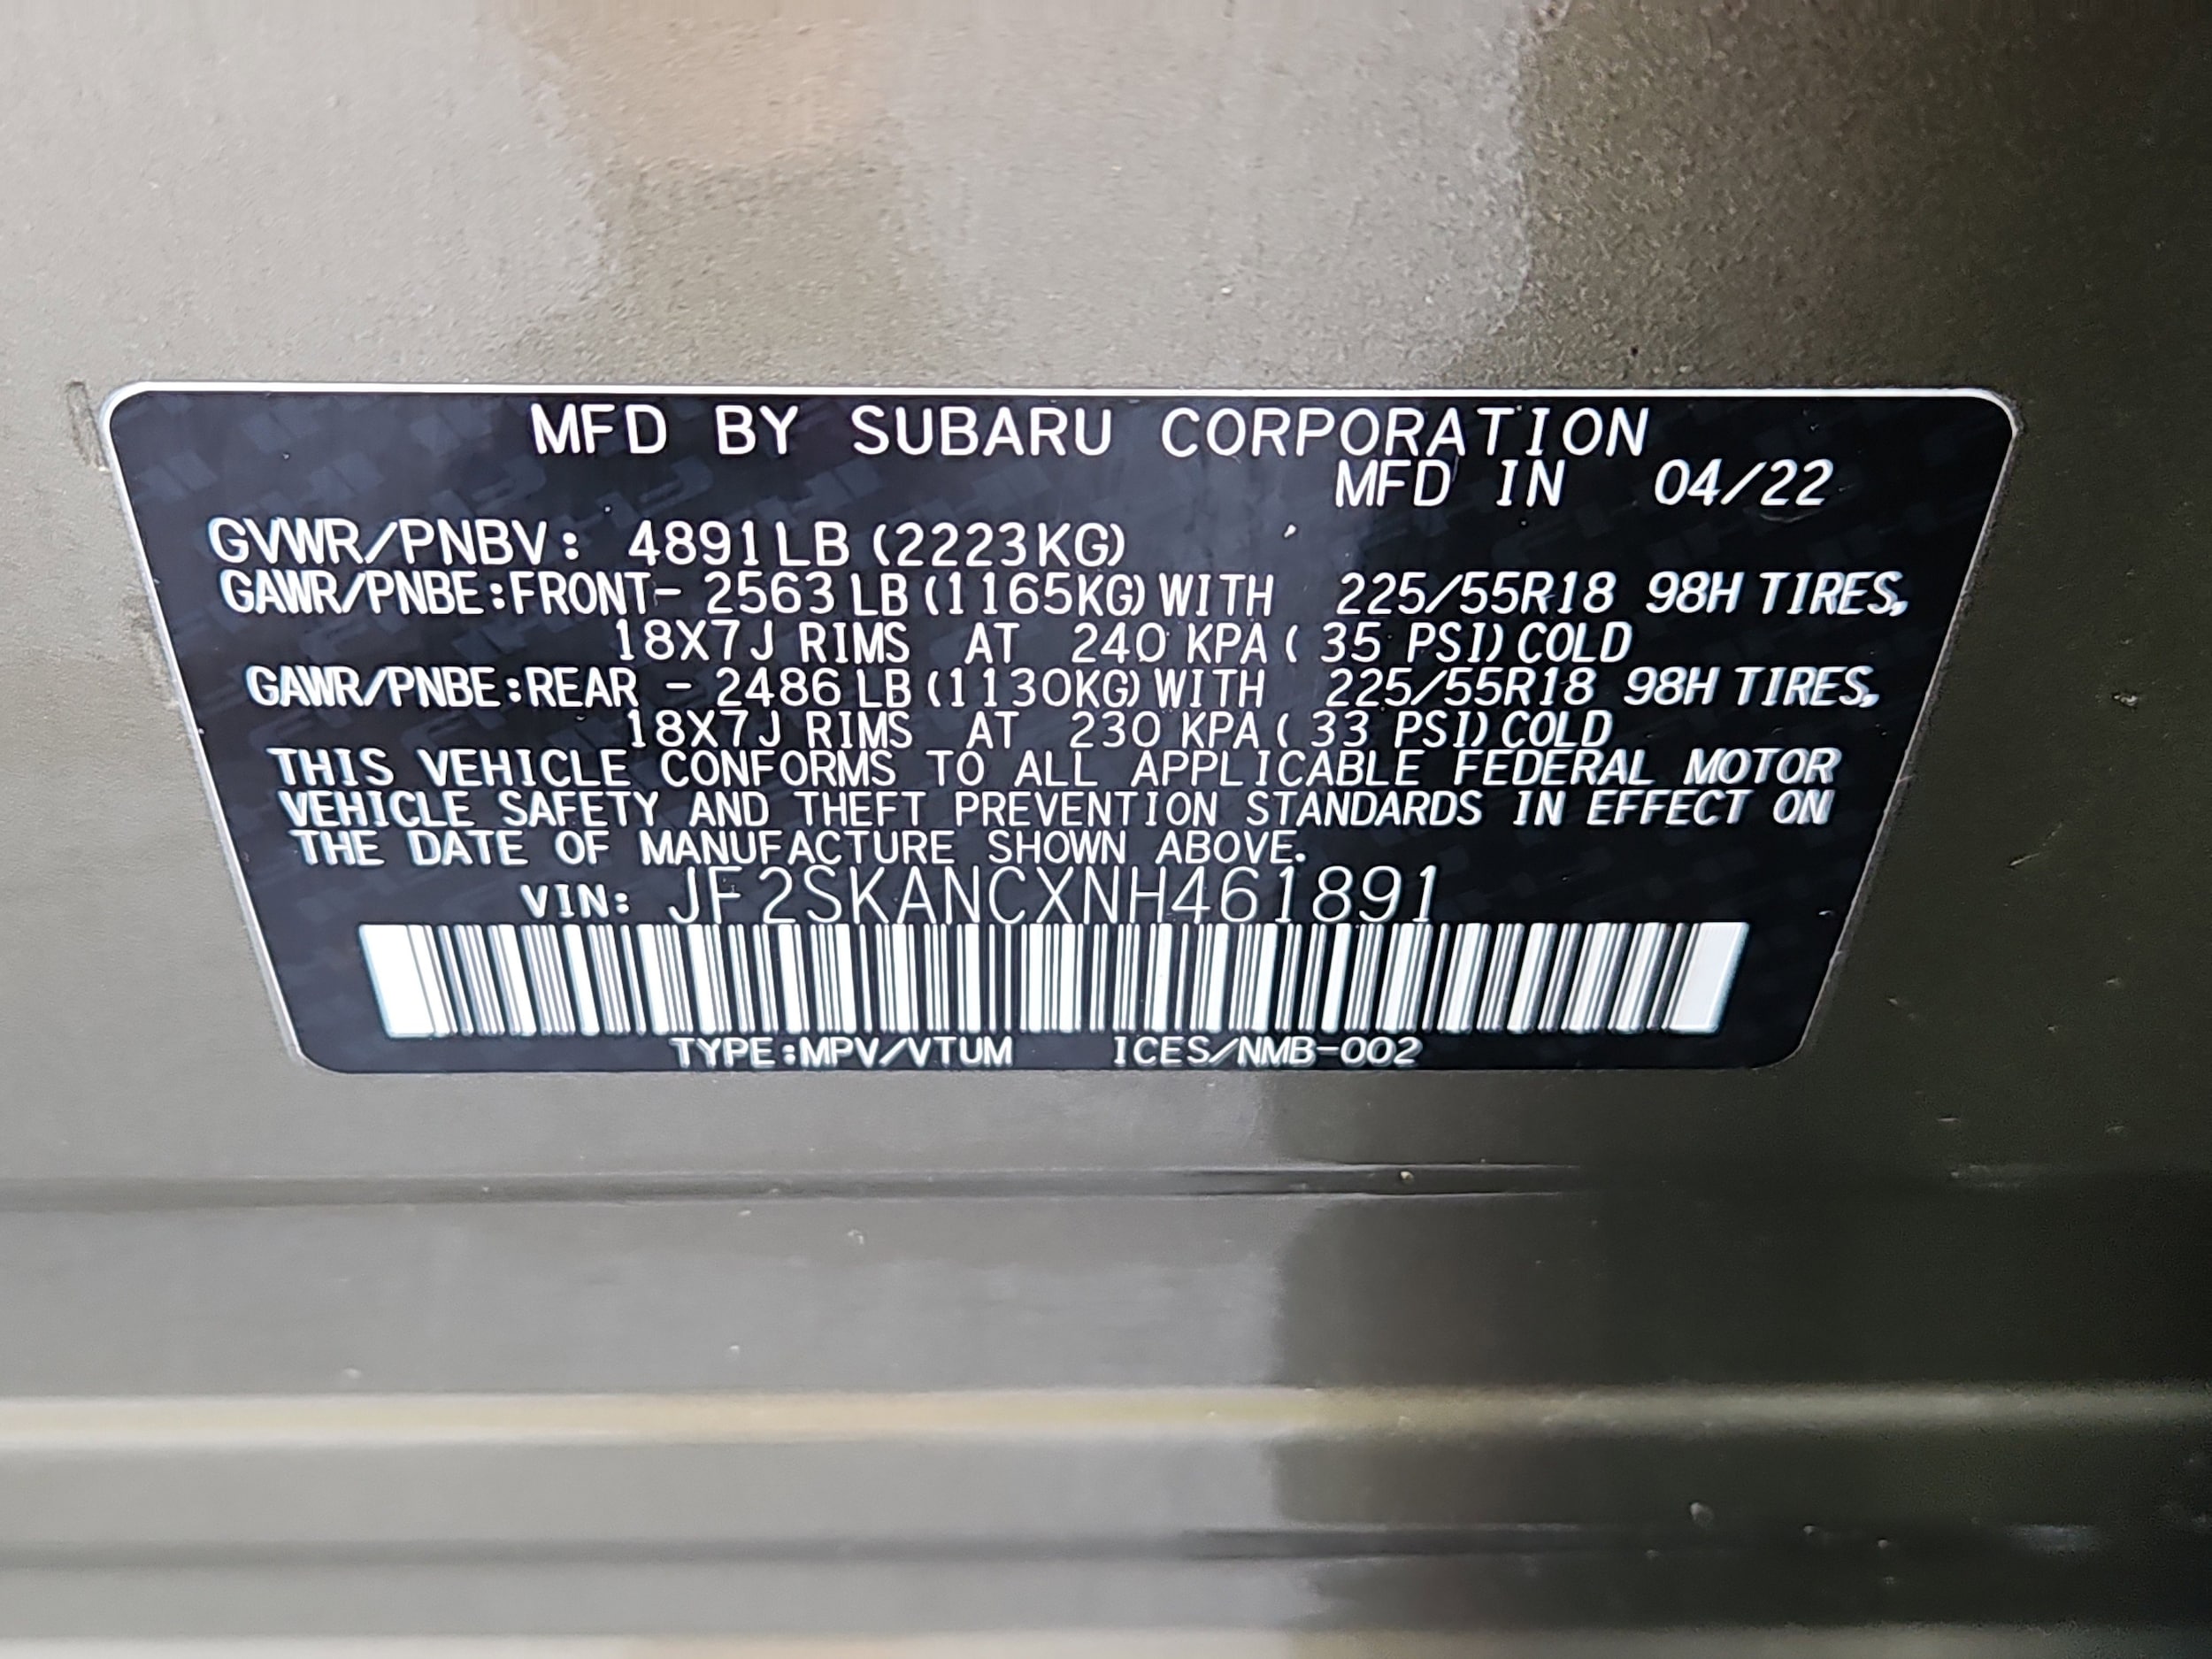 MFD BY SUBARU CORPORATION
MFD IN 04/22
GVWR/PNBV: 4891LB (2223KG)
GAWR/PNBE:FRONT- 2563 LB (1165KG) WITH 225/55R18 98H TIRES,
18X7J RIMS AT 240 KPA ( 35 PSI) COLD
GAWR/PNBE:REAR - 2486 LB (1130KG) WITH 225/55R18 98H TIRES,
18X7J RIMS AT 230 KPA ( 33 PSI) COLD
THIS VEHICLE CONFORMS TO ALL APPLICABLE FEDERAL MOTOR
VEHICLE SAFETY AND THEFT PREVENTION STANDARDS IN EFFECT ON
THE DATE OF MANUFACTURE SHOWN ABOVE.
VIN: JF2SKANCXNH461891
TYPE:MPV/VTUM ICES/NMB-002